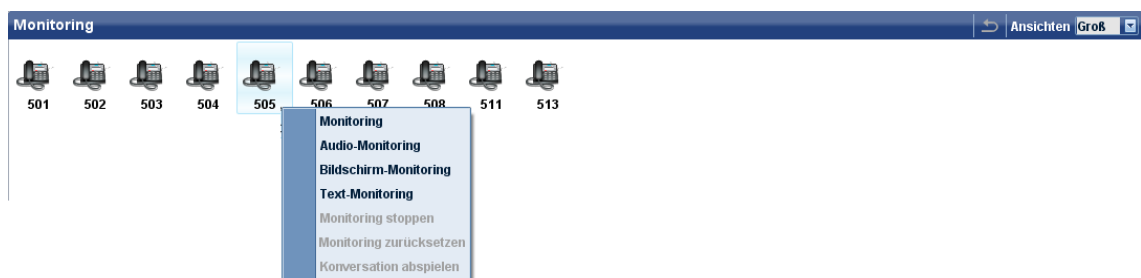 Monitoring Ansichten Groß
501 502 503 504 505 506 507 508 511 513
Monitoring
Audio-Monitoring
Bildschirm-Monitoring
Text-Monitoring
Monitoring stoppen
Monitoring zurücksetzen
Konversation abspielen